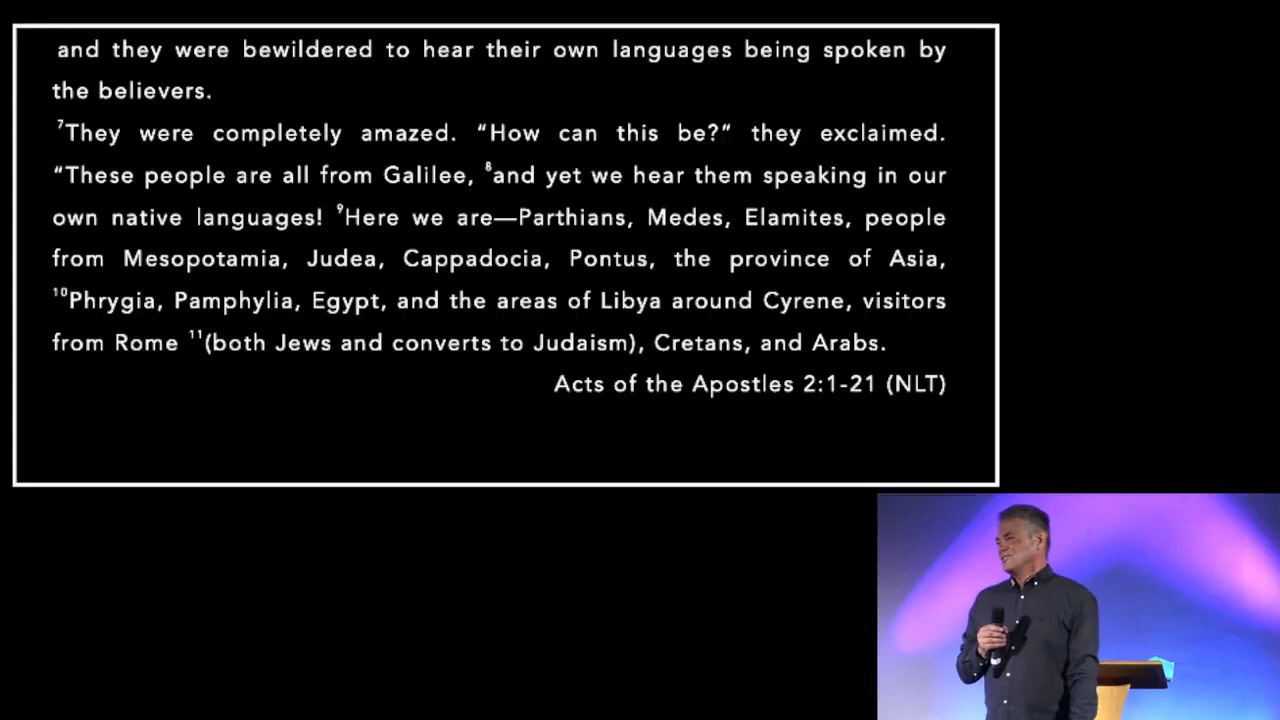 and they were bewildered to hear their own languages being spoken by
the believers.
⁷They were completely amazed. “How can this be?” they exclaimed.
“These people are all from Galilee, ⁸and yet we hear them speaking in our
own native languages! ⁹Here we are—Parthians, Medes, Elamites, people
from Mesopotamia, Judea, Cappadocia, Pontus, the province of Asia,
¹⁰Phrygia, Pamphylia, Egypt, and the areas of Libya around Cyrene, visitors
from Rome ¹¹(both Jews and converts to Judaism), Cretans, and Arabs.
Acts of the Apostles 2:1-21 (NLT)